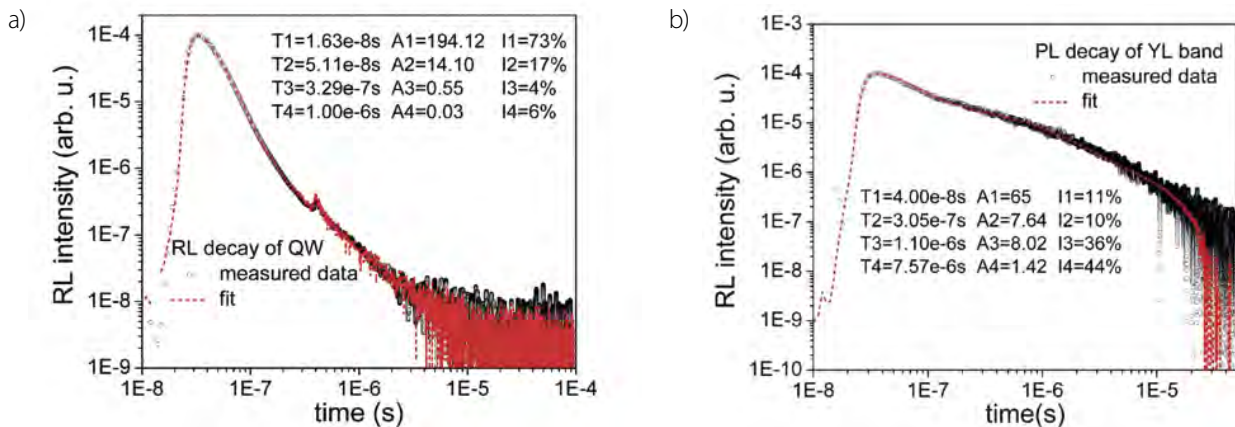 a)
RL intensity (arb. u.)
1E-4
1E-5
1E-6
1E-7
1E-8
1E-9
T1=1.63e-8s A1=194.12 I1=73%
T2=5.11e-8s A2=14.10 I2=17%
T3=3.29e-7s A3=0.55 I3=4%
T4=1.00e-6s A4=0.03 I4=6%
RL decay of QW
measured data
fit
1E-8 1E-7 1E-6 1E-5 1E-4
time (s)
b)
RL intensity (arb. u.)
1E-3
1E-4
1E-5
1E-6
1E-7
1E-8
1E-9
1E-10
PL decay of YL band
measured data
fit
T1=4.00e-8s A1=65 I1=11%
T2=3.05e-7s A2=7.64 I2=10%
T3=1.10e-6s A3=8.02 I3=36%
T4=7.57e-6s A4=1.42 I4=44%
1E-8 1E-7 1E-6 1E-5
time(s)